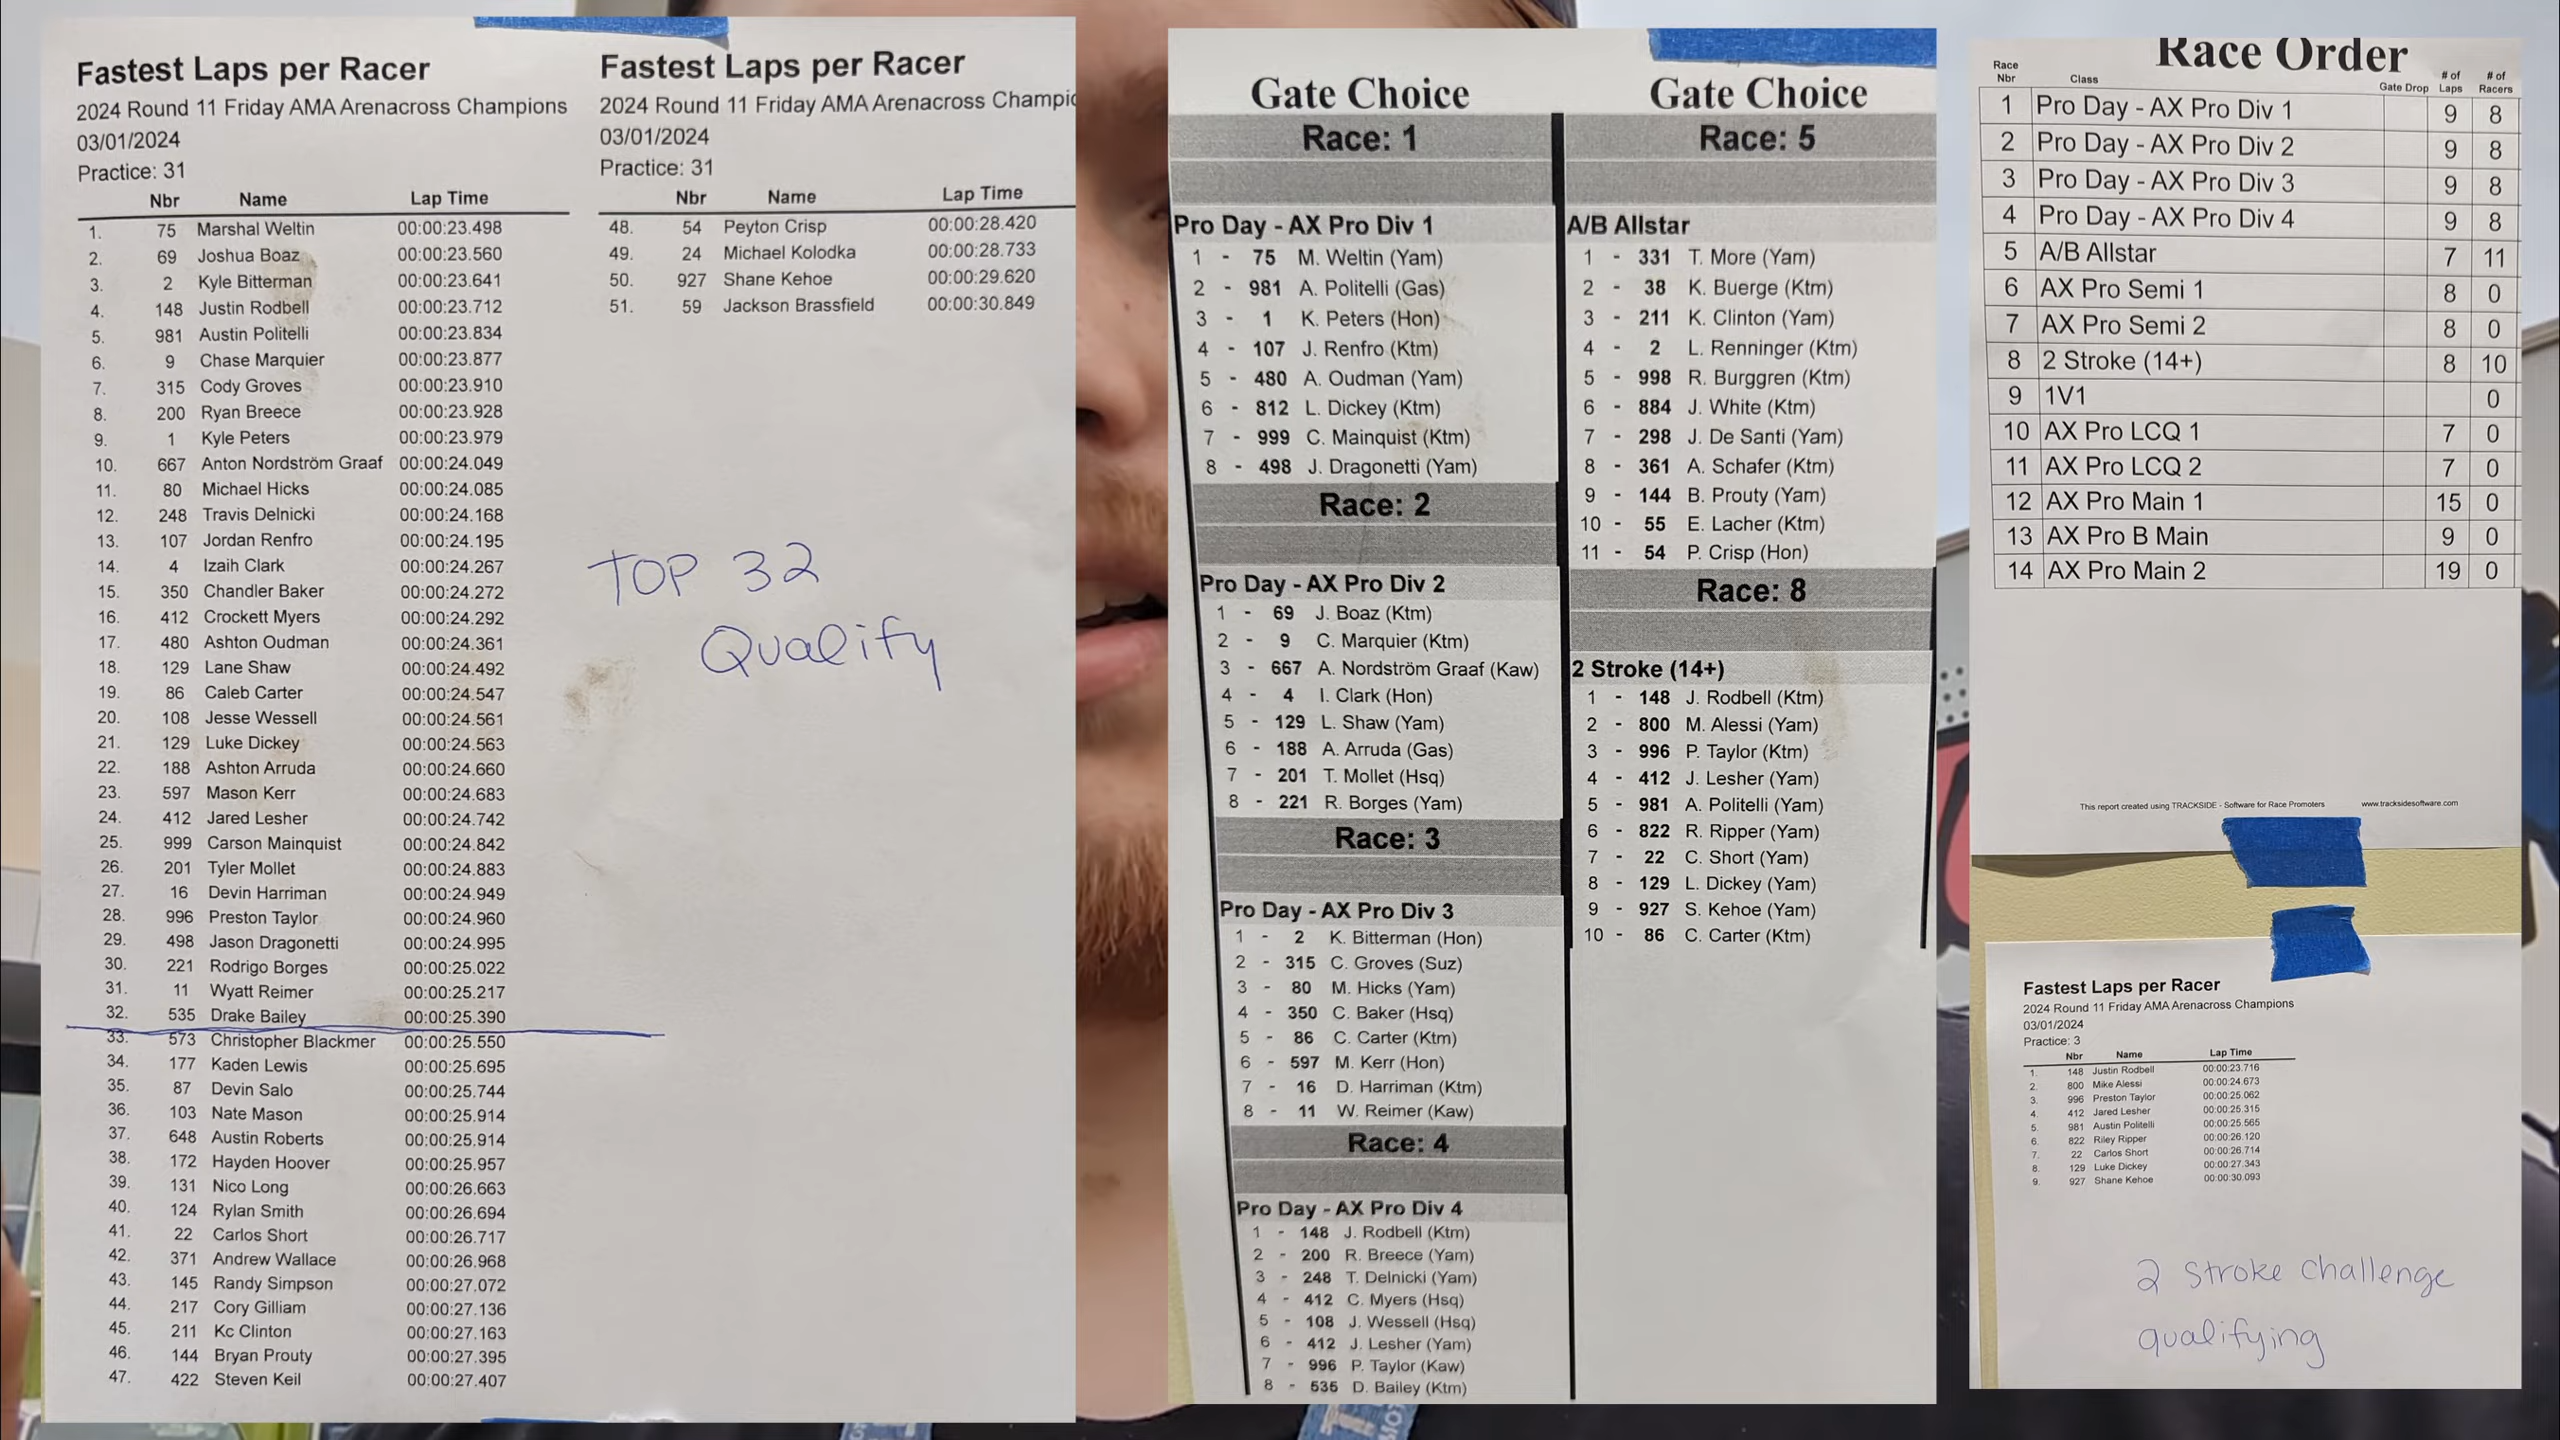 Fastest Laps per Racer
2024 Round 11 Friday AMA Arenacross Champions
03/01/2024
Practice: 31
Nbr Name Lap Time
1. 75 Marshal Weltin 00:00:23.498
2. 69 Joshua Boaz 00:00:23.560
3. 2 Kyle Bitterman 00:00:23.641
4. 148 Justin Rodbell 00:00:23.712
5. 981 Austin Politelli 00:00:23.834
6. 9 Chase Marquier 00:00:23.877
7. 315 Cody Groves 00:00:23.910
8. 200 Ryan Breece 00:00:23.928
9. 1 Kyle Peters 00:00:23.979
10. 667 Anton Nordström Graaf 00:00:24.049
11. 80 Michael Hicks 00:00:24.085
12. 248 Travis Delnicki 00:00:24.168
13. 107 Jordan Renfro 00:00:24.195
14. 4 Izaih Clark 00:00:24.267
15. 350 Chandler Baker 00:00:24.272
16. 412 Crockett Myers 00:00:24.292
17. 480 Ashton Oudman 00:00:24.361
18. 129 Lane Shaw 00:00:24.492
19. 86 Caleb Carter 00:00:24.547
20. 108 Jesse Wessell 00:00:24.561
21. 129 Luke Dickey 00:00:24.563
22. 188 Ashton Arruda 00:00:24.660
23. 597 Mason Kerr 00:00:24.683
24. 412 Jared Lesher 00:00:24.742
25. 999 Carson Mainquist 00:00:24.842
26. 201 Tyler Mollet 00:00:24.883
27. 16 Devin Harriman 00:00:24.949
28. 996 Preston Taylor 00:00:24.960
29. 498 Jason Dragonetti 00:00:24.995
30. 221 Rodrigo Borges 00:00:25.022
31. 11 Wyatt Reimer 00:00:25.217
32. 535 Drake Bailey 00:00:25.390
33. 573 Christopher Blackmer 00:00:25.550
34. 177 Kaden Lewis 00:00:25.695
35. 87 Devin Salo 00:00:25.744
36. 103 Nate Mason 00:00:25.914
37. 648 Austin Roberts 00:00:25.914
38. 172 Hayden Hoover 00:00:25.957
39. 131 Nico Long 00:00:26.663
40. 124 Rylan Smith 00:00:26.694
41. 22 Carlos Short 00:00:26.717
42. 371 Andrew Wallace 00:00:26.968
43. 145 Randy Simpson 00:00:27.072
44. 217 Cory Gilliam 00:00:27.136
45. 211 Kc Clinton 00:00:27.163
46. 144 Bryan Prouty 00:00:27.395
47. 422 Steven Keil 00:00:27.407
Fastest Laps per Racer
2024 Round 11 Friday AMA Arenacross Champio
03/01/2024
Practice: 31
Nbr Name Lap Time
48. 54 Peyton Crisp 00:00:28.420
49. 24 Michael Kolodka 00:00:28.733
50. 927 Shane Kehoe 00:00:29.620
51. 59 Jackson Brassfield 00:00:30.849
TOP 32
Qualify
Gate Choice
Race: 1
Pro Day - AX Pro Div 1
1 - 75 M. Weltin (Yam)
2 - 981 A. Politelli (Gas)
3 - 1 K. Peters (Hon)
4 - 107 J. Renfro (Ktm)
5 - 480 A. Oudman (Yam)
6 - 812 L. Dickey (Ktm)
7 - 999 C. Mainquist (Ktm)
8 - 498 J. Dragonetti (Yam)
Race: 2
Pro Day - AX Pro Div 2
1 - 69 J. Boaz (Ktm)
2 - 9 C. Marquier (Ktm)
3 - 667 A. Nordström Graaf (Kaw)
4 - 4 I. Clark (Hon)
5 - 129 L. Shaw (Yam)
6 - 188 A. Arruda (Gas)
7 - 201 T. Mollet (Hsq)
8 - 221 R. Borges (Yam)
Race: 3
Pro Day - AX Pro Div 3
1 - 2 K. Bitterman (Hon)
2 - 315 C. Groves (Suz)
3 - 80 M. Hicks (Yam)
4 - 350 C. Baker (Hsq)
5 - 86 C. Carter (Ktm)
6 - 597 M. Kerr (Hon)
7 - 16 D. Harriman (Ktm)
8 - 11 W. Reimer (Kaw)
Race: 4
Pro Day - AX Pro Div 4
1 - 148 J. Rodbell (Ktm)
2 - 200 R. Breece (Yam)
3 - 248 T. Delnicki (Yam)
4 - 412 C. Myers (Hsq)
5 - 108 J. Wessell (Hsq)
6 - 412 J. Lesher (Yam)
7 - 996 P. Taylor (Kaw)
8 - 535 D. Bailey (Ktm)
Gate Choice
Race: 5
A/B Allstar
1 - 331 T. More (Yam)
2 - 38 K. Buerge (Ktm)
3 - 211 K. Clinton (Yam)
4 - 2 L. Renninger (Ktm)
5 - 998 R. Burggren (Ktm)
6 - 884 J. White (Ktm)
7 - 298 J. De Santi (Yam)
8 - 361 A. Schafer (Ktm)
9 - 144 B. Prouty (Yam)
10 - 55 E. Lacher (Ktm)
11 - 54 P. Crisp (Hon)
Race: 8
2 Stroke (14+)
1 - 148 J. Rodbell (Ktm)
2 - 800 M. Alessi (Yam)
3 - 996 P. Taylor (Ktm)
4 - 412 J. Lesher (Yam)
5 - 981 A. Politelli (Yam)
6 - 822 R. Ripper (Yam)
7 - 22 C. Short (Yam)
8 - 129 L. Dickey (Yam)
9 - 927 S. Kehoe (Yam)
10 - 86 C. Carter (Ktm)
Race Order
Race Nbr Class Gate Drop # of Laps # of Racers
1 Pro Day - AX Pro Div 1 9 8
2 Pro Day - AX Pro Div 2 9 8
3 Pro Day - AX Pro Div 3 9 8
4 Pro Day - AX Pro Div 4 9 8
5 A/B Allstar 7 11
6 AX Pro Semi 1 8 0
7 AX Pro Semi 2 8 0
8 2 Stroke (14+) 8 10
9 1V1 0
10 AX Pro LCQ 1 7 0
11 AX Pro LCQ 2 7 0
12 AX Pro Main 1 15 0
13 AX Pro B Main 9 0
14 AX Pro Main 2 19 0
This report created using TRACKSIDE - Software for Race Promoters www.tracksidesoftware.com
Fastest Laps per Racer
2024 Round 11 Friday AMA Arenacross Champions
03/01/2024
Practice: 3
Nbr Name Lap Time
1. 148 Justin Rodbell 00:00:23.716
2. 800 Mike Alessi 00:00:24.673
3. 996 Preston Taylor 00:00:25.062
4. 412 Jared Lesher 00:00:25.315
5. 981 Austin Politelli 00:00:25.565
6. 822 Riley Ripper 00:00:26.120
7. 22 Carlos Short 00:00:26.714
8. 129 Luke Dickey 00:00:27.343
9. 927 Shane Kehoe 00:00:30.093
2 Stroke challenge
qualifying